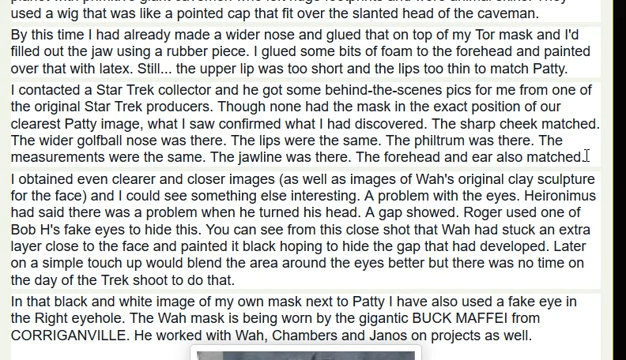 used a wig that was like a pointed cap that fit over the slanted head of the caveman.
By this time I had already made a wider nose and glued that on top of my Tor mask and I'd
filled out the jaw using a rubber piece. I glued some bits of foam to the forehead and painted
over that with latex. Still... the upper lip was too short and the lips too thin to match Patty.
I contacted a Star Trek collector and he got some behind-the-scenes pics for me from one of
the original Star Trek producers. Though none had the mask in the exact position of our
clearest Patty image, what I saw confirmed what I had discovered. The sharp cheek matched.
The wider golfball nose was there. The lips were the same. The philtrum was there. The
measurements were the same. The jawline was there. The forehead and ear also matched.
I obtained even clearer and closer images (as well as images of Wah's original clay sculpture
for the face) and I could see something else interesting. A problem with the eyes. Heironimus
had said there was a problem when he turned his head. A gap showed. Roger used one of
Bob H's fake eyes to hide this. You can see from this close shot that Wah had stuck an extra
layer close to the face and painted it black hoping to hide the gap that had developed. Later
on a simple touch up would blend the area around the eyes better but there was no time on
the day of the Trek shoot to do that.
In that black and white image of my own mask next to Patty I have also used a fake eye in
the Right eyehole. The Wah mask is being worn by the gigantic BUCK MAFFEI from
CORRIGANVILLE. He worked with Wah, Chambers and Janos on projects as well.